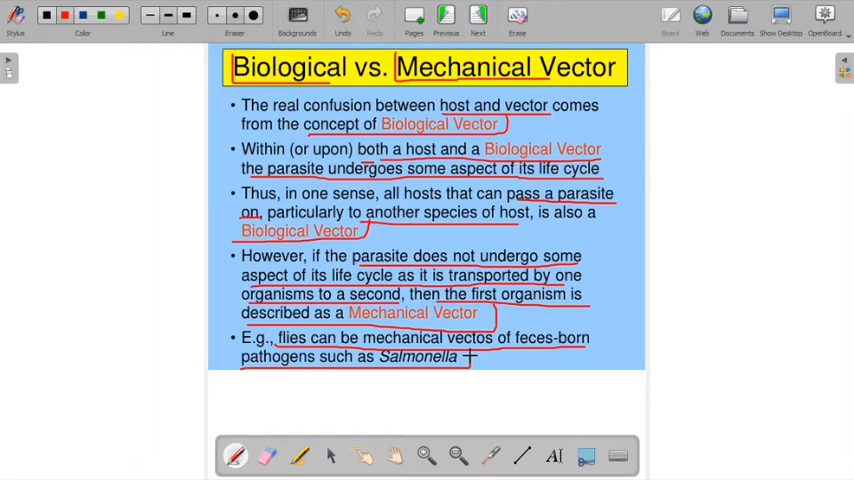 Stylus
Color
Line
Eraser
Backgrounds
Undo
Redo
Pages
Previous
Next
Erase
Board
Web
Documents
Show Desktop
OpenBoard
Biological vs. Mechanical Vector
• The real confusion between host and vector comes
from the concept of Biological Vector
• Within (or upon) both a host and a Biological Vector
the parasite undergoes some aspect of its life cycle
• Thus, in one sense, all hosts that can pass a parasite
on, particularly to another species of host, is also a
Biological Vector
• However, if the parasite does not undergo some
aspect of its life cycle as it is transported by one
organisms to a second, then the first organism is
described as a Mechanical Vector
• E.g., flies can be mechanical vectos of feces-born
pathogens such as Salmonella
AI